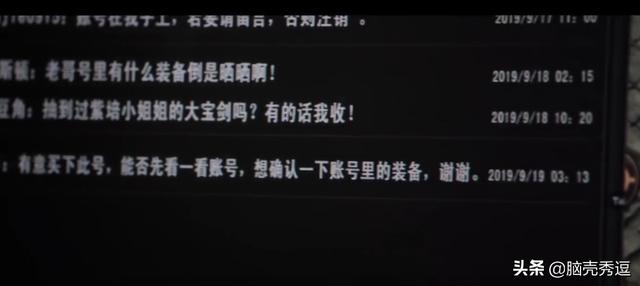 账号在我手上，若要请留言，否则注销。
2019/9/17 11:00
斯顿：老哥号里有什么装备倒是晒晒啊！
2019/9/18 02：15
豆角：抽到过紫培小姐姐的大宝剑吗？有的话我收！
2019/9/18 10：20
：有意买下此号，能否先看一看账号，想确认一下账号里的装备，谢谢。
2019/9/19 03：13
头条 @脑壳秀逗